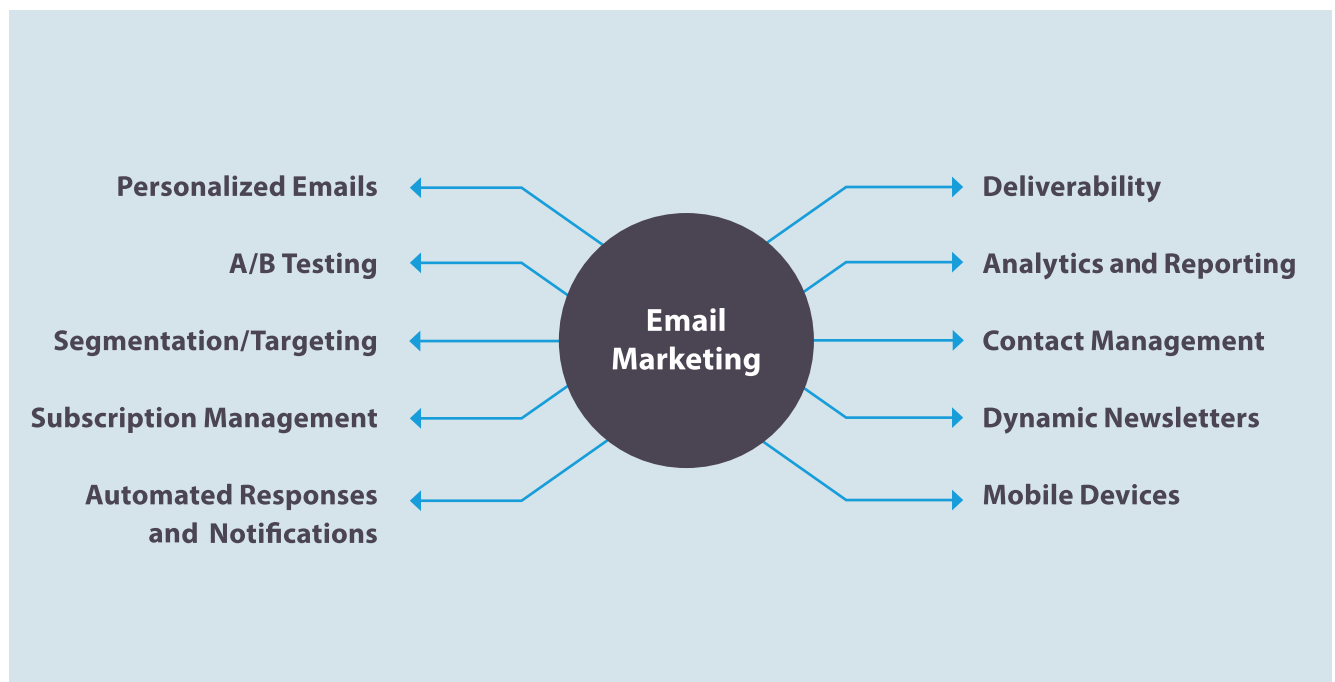 Personalized Emails
A/B Testing
Segmentation/Targeting
Subscription Management
Automated Responses
and Notifications
Email
Marketing
Deliverability
Analytics and Reporting
Contact Management
Dynamic Newsletters
Mobile Devices